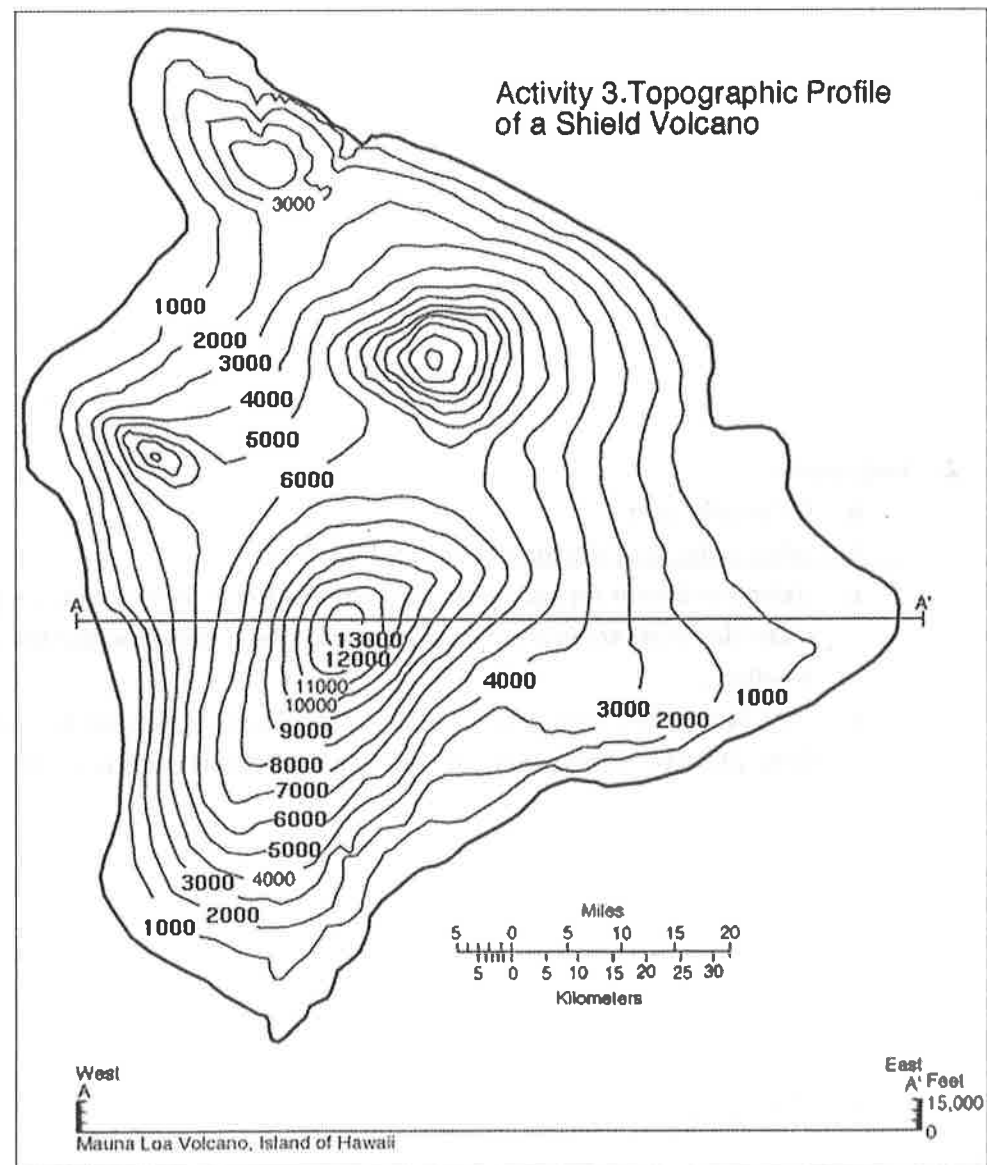 Activity 3.Topographic Profile
of a Shield Volcano
3000
1000
2000
3000
4000
5000
6000
A
A'
13000
12000
11000
10000
9000
8000
7000
6000
5000
4000
3000
2000
1000
4000
3000
2000
1000
Miles
5 0 5 10 15 20
5 0 5 10 15 20 25 30
Kilometers
West
A
East
A' Feet
15,000
0
Mauna Loa Volcano, Island of Hawaii